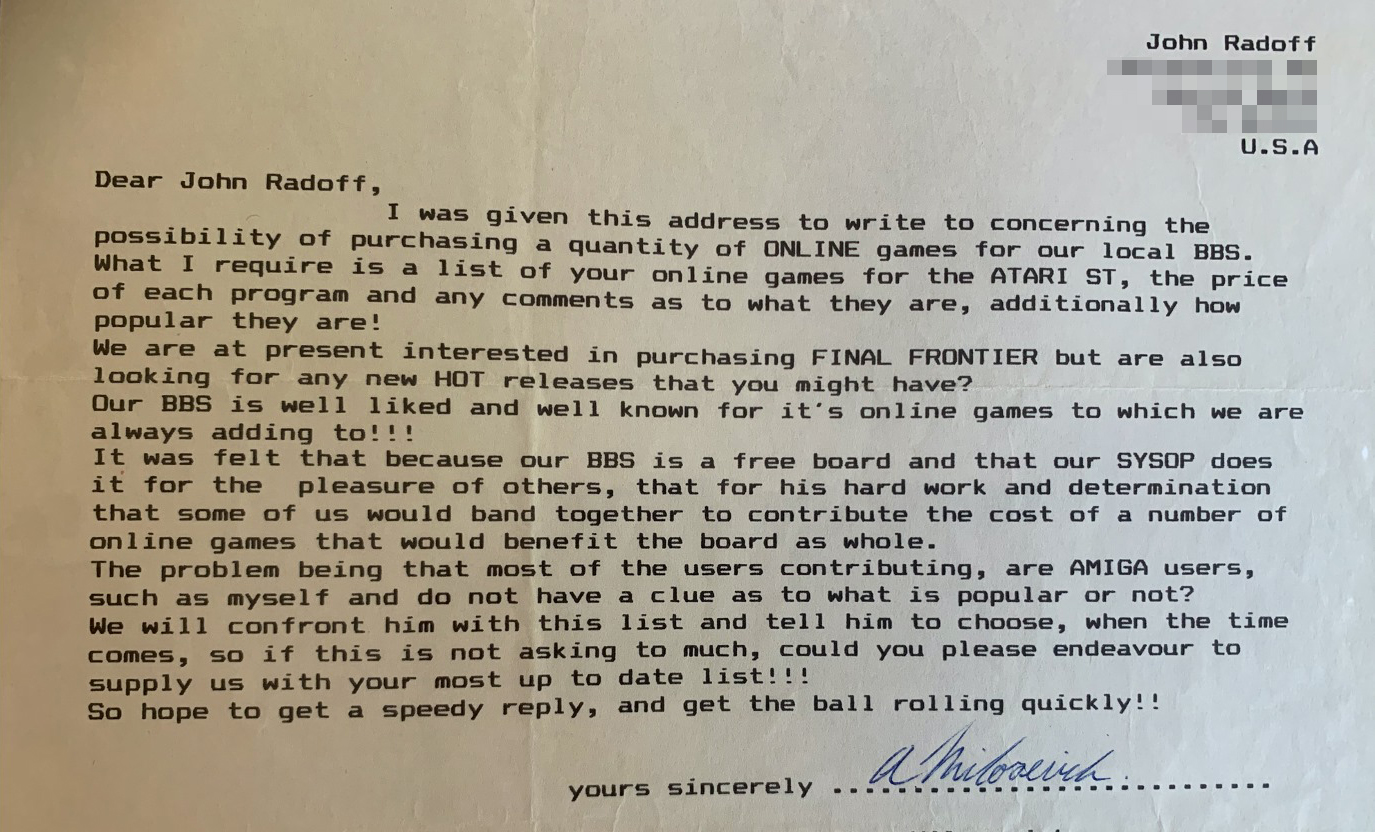 John Radoff
U.S.A
Dear John Radoff,
I was given this address to write to concerning the
possibility of purchasing a quantity of ONLINE games for our local BBS.
What I require is a list of your online games for the ATARI ST, the price
of each program and any comments as to what they are, additionally how
popular they are!
We are at present interested in purchasing FINAL FRONTIER but are also
looking for any new HOT releases that you might have?
Our BBS is well liked and well known for it's online games to which we are
always adding to!!!
It was felt that because our BBS is a free board and that our SYSOP does
it for the  pleasure of others, that for his hard work and determination
that some of us would band together to contribute the cost of a number of
online games that would benefit the board as whole.
The problem being that most of the users contributing, are AMIGA users,
such as myself and do not have a clue as to what is popular or not?
We will confront him with this list and tell him to choose, when the time
comes, so if this is not asking to much, could you please endeavour to
supply us with your most up to date list!!!
So hope to get a speedy reply, and get the ball rolling quickly!!
yours sincerely ...........................